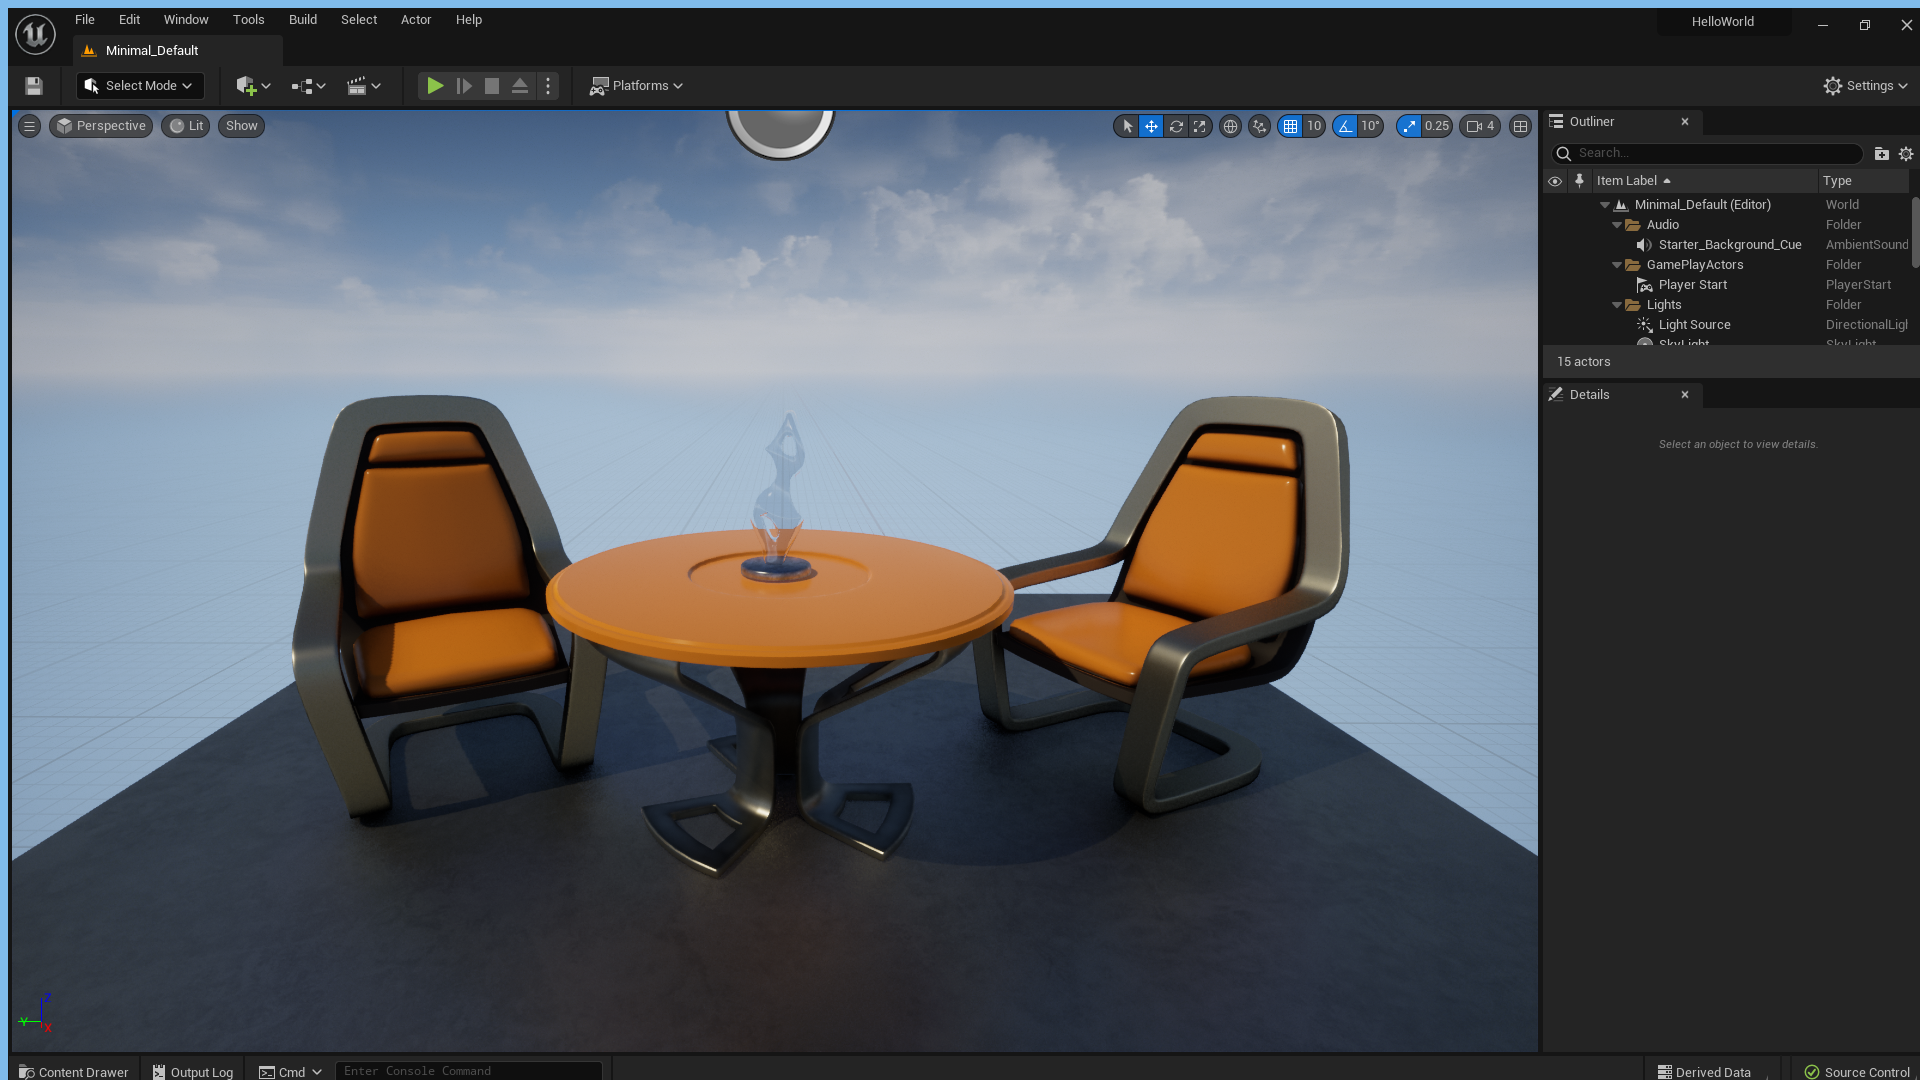 File Edit Window Tools Build Select Actor Help
HelloWorld
Minimal_Default
Select Mode
Platforms
Settings
Perspective Lit Show
10 10° 0.25 4
Outliner
Search...
Item Label Type
Minimal_Default (Editor) World
Audio Folder
Starter_Background_Cue AmbientSound
GamePlayActors Folder
Player Start PlayerStart
Lights Folder
Light Source DirectionalLigl
SkyLight SkyLight
15 actors
Details
Select an object to view details.
Z
Y
X
Content Drawer Output Log Cmd Enter Console Command Derived Data Source Control